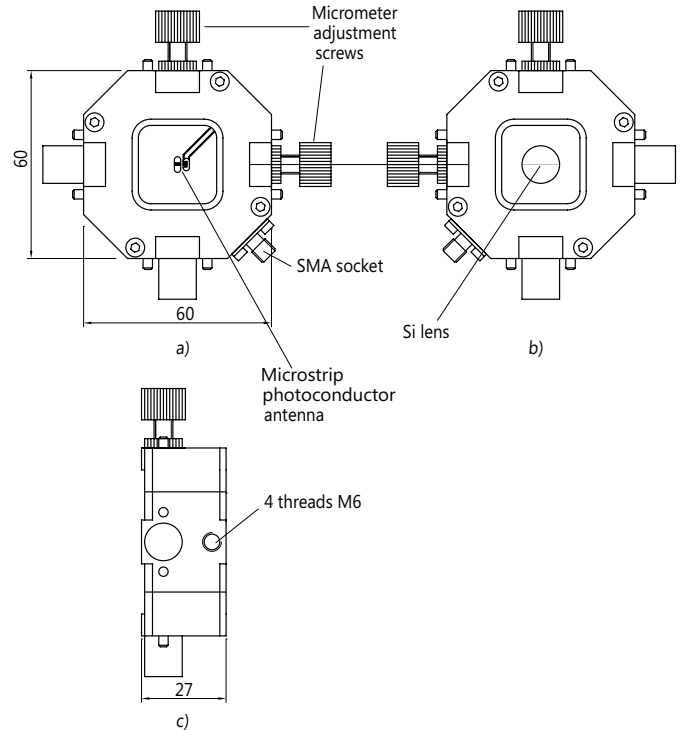 Micrometer
adjustment
screws
60
SMA socket
60
Si lens
a)
b)
Microstrip
photoconductor
antenna
4 threads M6
27
c)